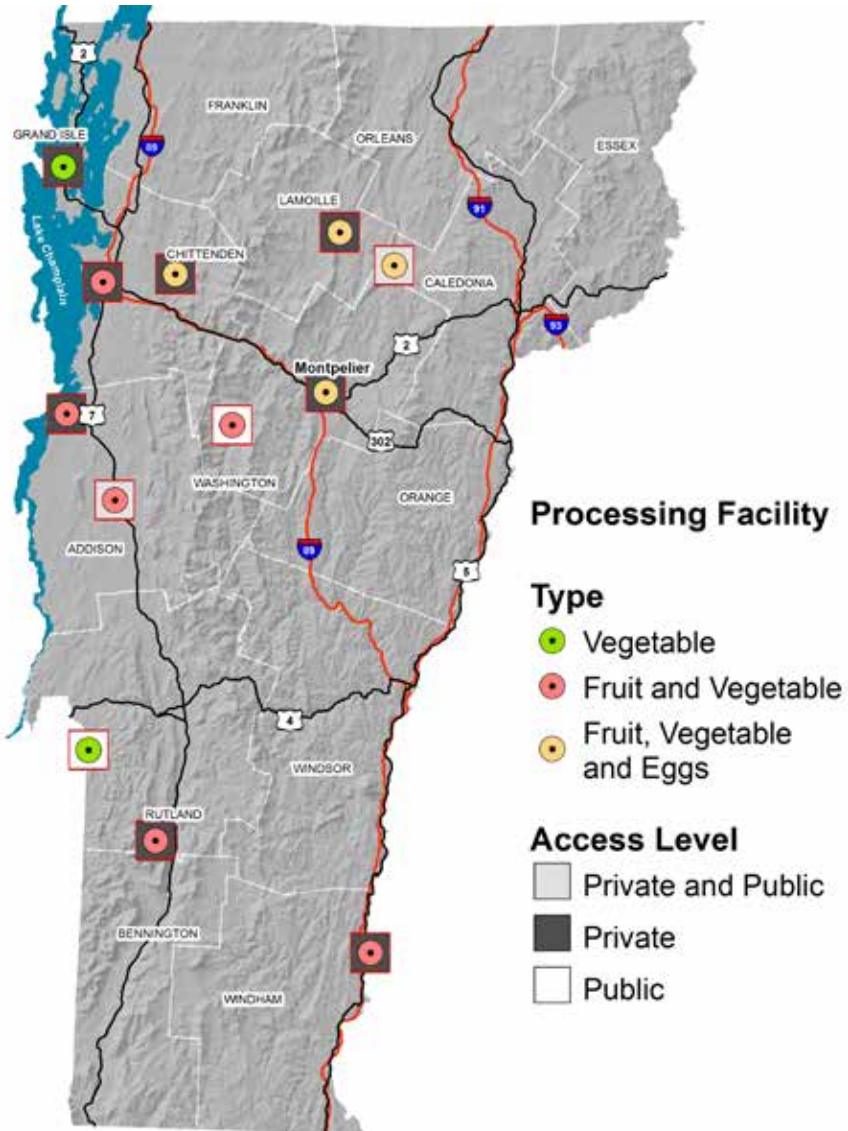 2
FRANKLIN
GRAND ISLE
ORLEANS
89
ESSEX
LAMOILLE
91
Lake Champlain
CHITTENDEN
CALEDONIA
93
2
Montpelier
7
302
WASHINGTON
ORANGE
ADDISON
89
5
4
WINDSOR
RUTLAND
BENNINGTON
WINDHAM
Processing Facility
Type
Vegetable
Fruit and Vegetable
Fruit, Vegetable
and Eggs
Access Level
Private and Public
Private
Public